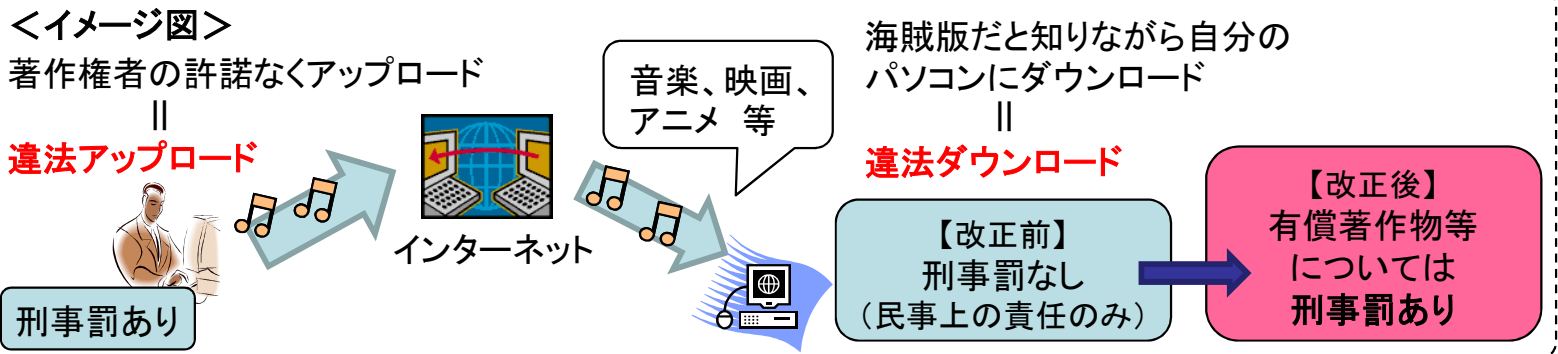 ＜イメージ図＞
著作権者の許諾なくアップロード
||
違法アップロード
刑事罰あり
インターネット
音楽、映画、
アニメ 等
海賊版だと知りながら自分の
パソコンにダウンロード
||
違法ダウンロード
【改正前】
刑事罰なし
（民事上の責任のみ）
【改正後】
有償著作物等
については
刑事罰あり